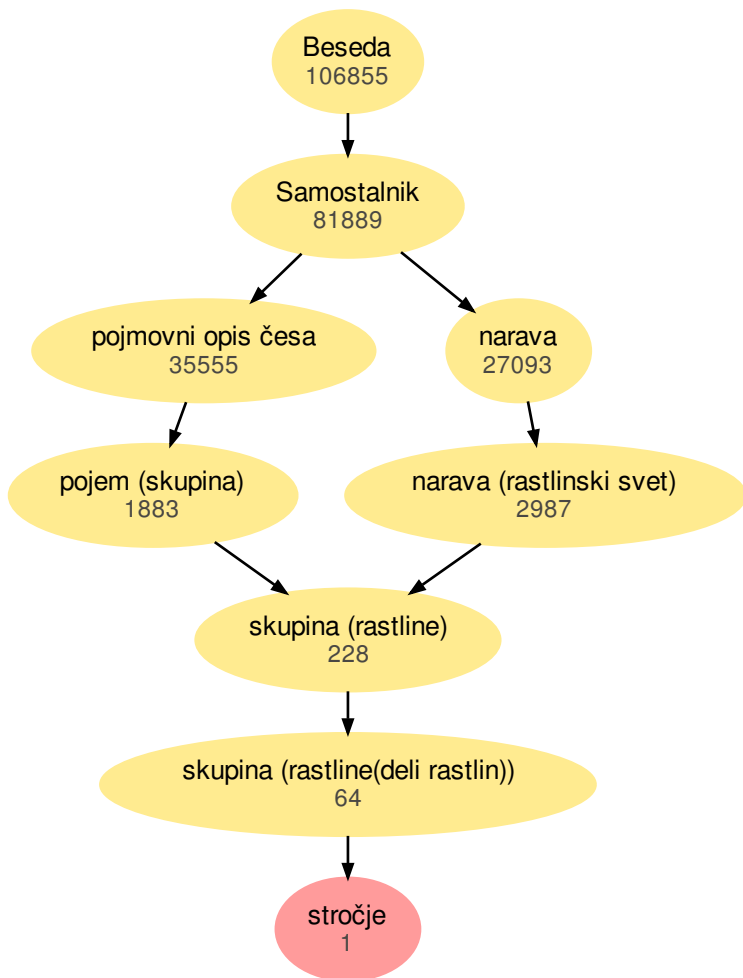 Beseda
106855
Samostalnik
81889
pojmovni opis česa
35555
narava
27093
pojem (skupina)
1883
narava (rastlinski svet)
2987
skupina (rastline)
228
skupina (rastline(deli rastlin))
64
stročje
1